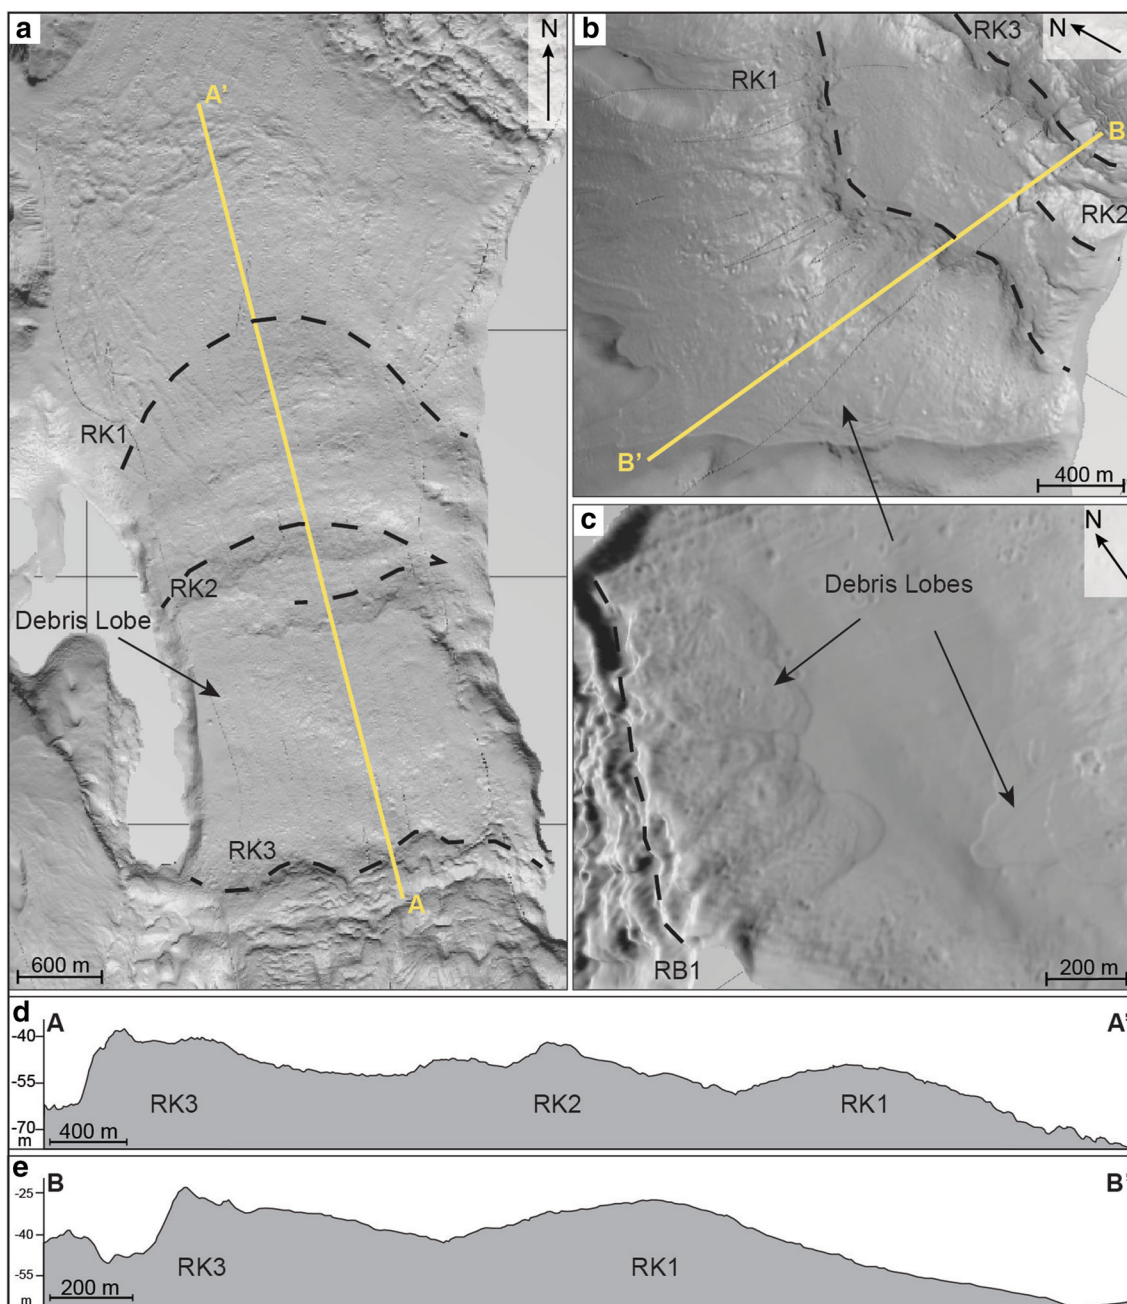 a
N
A'
RK1
RK2
Debris Lobe
RK3
A
600 m
b
RK3
N
RK1
B
RK2
B'
400 m
c
N
Debris Lobes
RB1
200 m
d
A
A'
-40
-55
-70
m
RK3
RK2
RK1
400 m
e
B
B'
-25
-40
-55
m
RK3
RK1
200 m